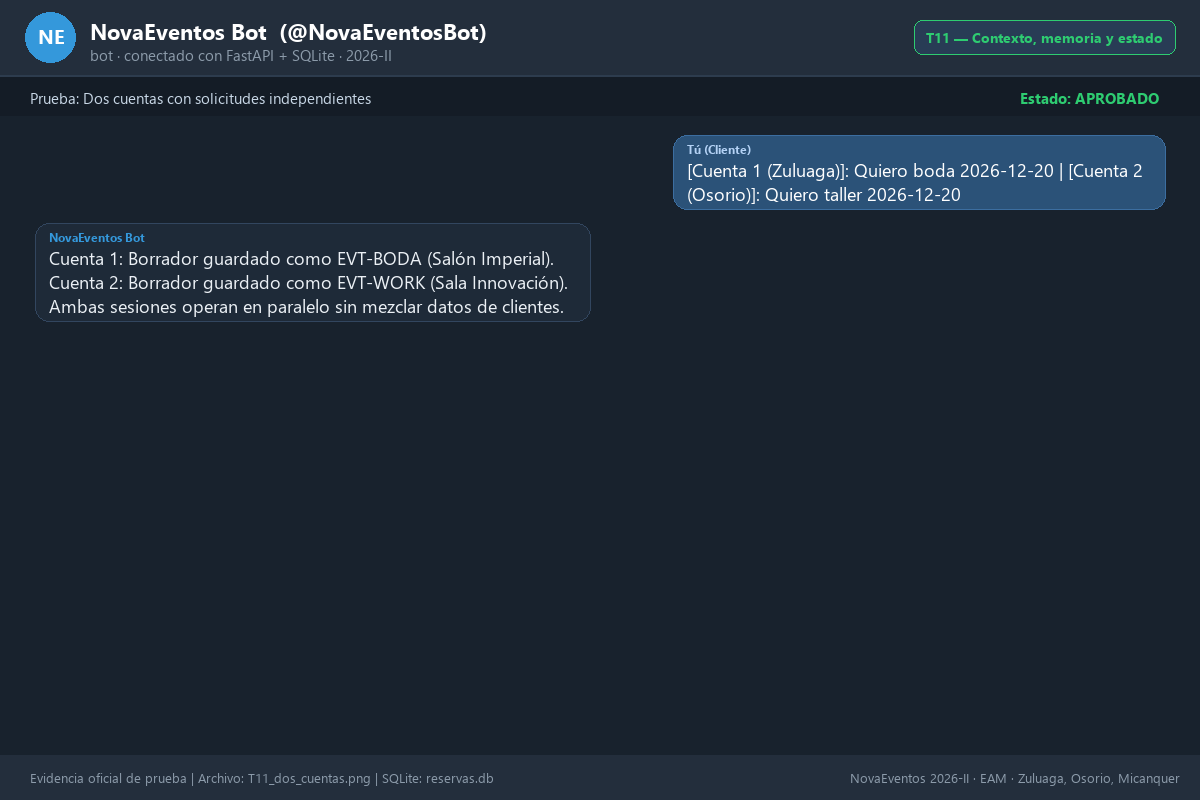 NE
NovaEventos Bot (@NovaEventosBot)
bot · conectado con FastAPI + SQLite · 2026-II
T11 — Contexto, memoria y estado
Prueba: Dos cuentas con solicitudes independientes
Estado: APROBADO
Tú (Cliente)
[Cuenta 1 (Zuluaga)]: Quiero boda 2026-12-20 | [Cuenta 2
(Osorio)]: Quiero taller 2026-12-20
NovaEventos Bot
Cuenta 1: Borrador guardado como EVT-BODA (Salón Imperial).
Cuenta 2: Borrador guardado como EVT-WORK (Sala Innovación).
Ambas sesiones operan en paralelo sin mezclar datos de clientes.
Evidencia oficial de prueba | Archivo: T11_dos_cuentas.png | SQLite: reservas.db
NovaEventos 2026-II · EAM · Zuluaga, Osorio, Micanquer